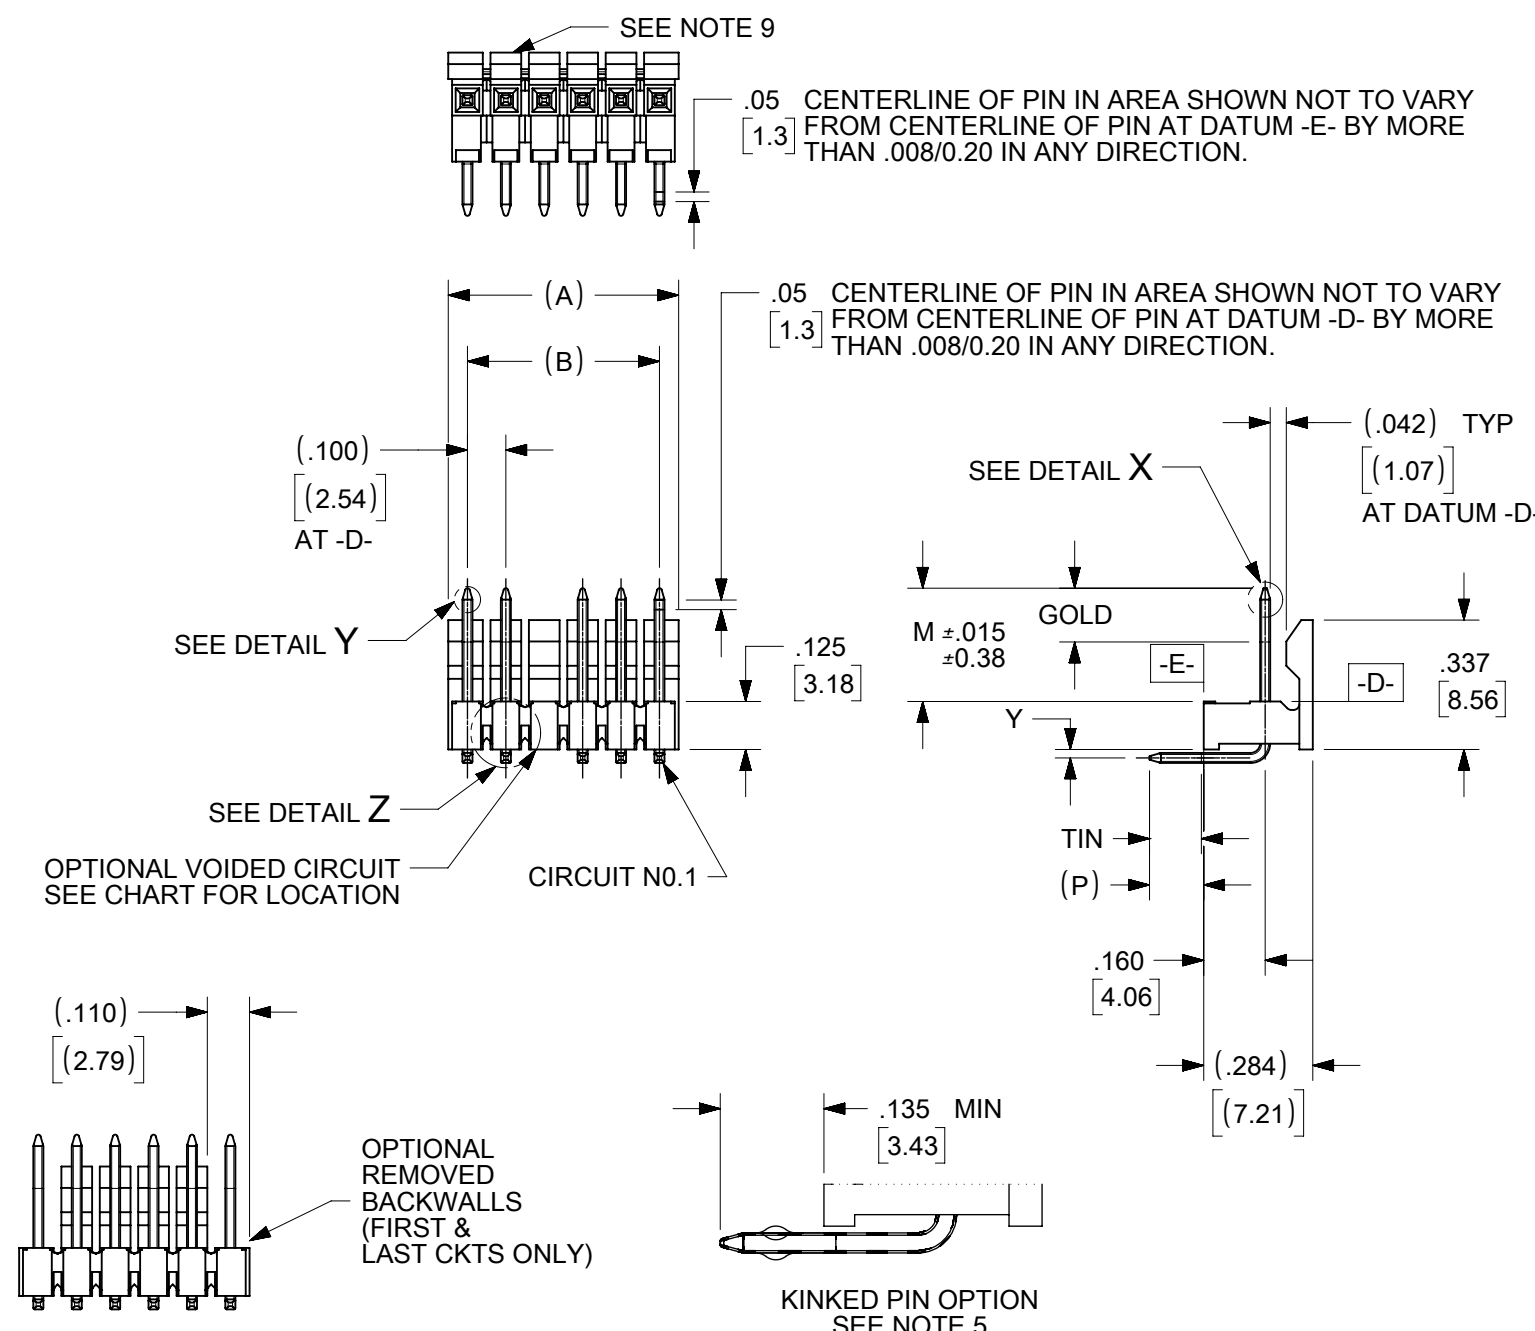 SEE NOTE 9
.05 CENTERLINE OF PIN IN AREA SHOWN NOT TO VARY
[1.3] FROM CENTERLINE OF PIN AT DATUM -E- BY MORE
THAN .008/0.20 IN ANY DIRECTION.
(A)
.05 CENTERLINE OF PIN IN AREA SHOWN NOT TO VARY
[1.3] FROM CENTERLINE OF PIN AT DATUM -D- BY MORE
THAN .008/0.20 IN ANY DIRECTION.
(B)
(.100)
[(2.54)]
AT -D-
(.042) TYP
[(1.07)]
AT DATUM -D-
SEE DETAIL X
SEE DETAIL Y
.125
[3.18]
M ±.015
±0.38
GOLD
-E-
-D-
.337
[8.56]
Y
SEE DETAIL Z
OPTIONAL VOIDED CIRCUIT
SEE CHART FOR LOCATION
CIRCUIT N0.1
TIN
(P)
.160
[4.06]
(.284)
[(7.21)]
(.110)
[(2.79)]
OPTIONAL
REMOVED
BACKWALLS
(FIRST &
LAST CKTS ONLY)
.135 MIN
[3.43]
KINKED PIN OPTION
SEE NOTE 5